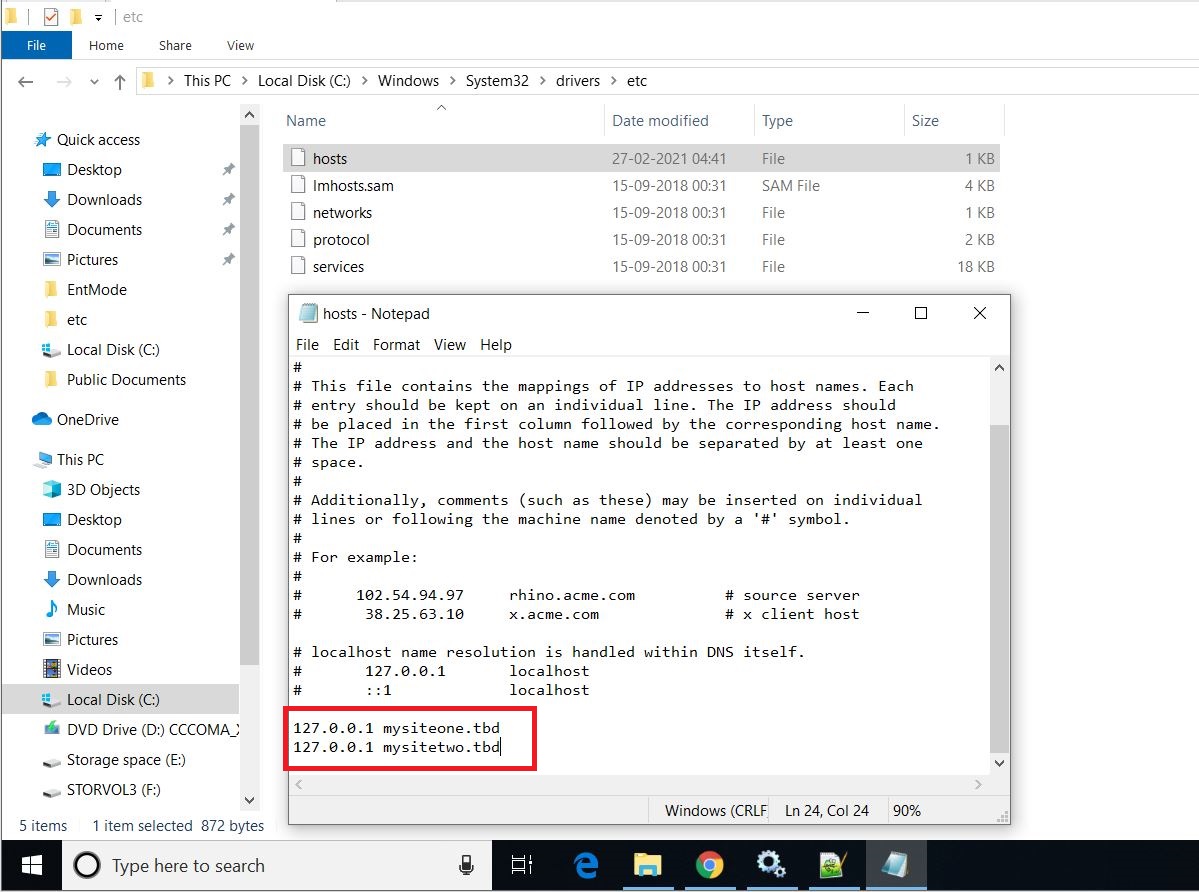 etc
File Home Share View
This PC Local Disk (C:) Windows System32 drivers etc
Name Date modified Type Size
hosts 27-02-2021 04:41 File 1 KB
lmhosts.sam 15-09-2018 00:31 SAM File 4 KB
networks 15-09-2018 00:31 File 1 KB
protocol 15-09-2018 00:31 File 2 KB
services 15-09-2018 00:31 File 18 KB
Quick access
Desktop
Downloads
Documents
Pictures
EntMode
etc
Local Disk (C:)
Public Documents
OneDrive
This PC
3D Objects
Desktop
Documents
Downloads
Music
Pictures
Videos
Local Disk (C:)
DVD Drive (D:) CCCOMA_X
Storage space (E:)
STORVOL3 (F:)
hosts - Notepad
File Edit Format View Help
#
# This file contains the mappings of IP addresses to host names. Each
# entry should be kept on an individual line. The IP address should
# be placed in the first column followed by the corresponding host name.
# The IP address and the host name should be separated by at least one
# space.
#
# Additionally, comments (such as these) may be inserted on individual
# lines or following the machine name denoted by a '#' symbol.
#
# For example:
#
# 102.54.94.97 rhino.acme.com # source server
# 38.25.63.10 x.acme.com # x client host
# localhost name resolution is handled within DNS itself.
# 127.0.0.1 localhost
# ::1 localhost
127.0.0.1 mysiteone.tbd
127.0.0.1 mysitetwo.tbd
Windows (CRLF Ln 24, Col 24 90%
5 items 1 item selected 872 bytes
Type here to search